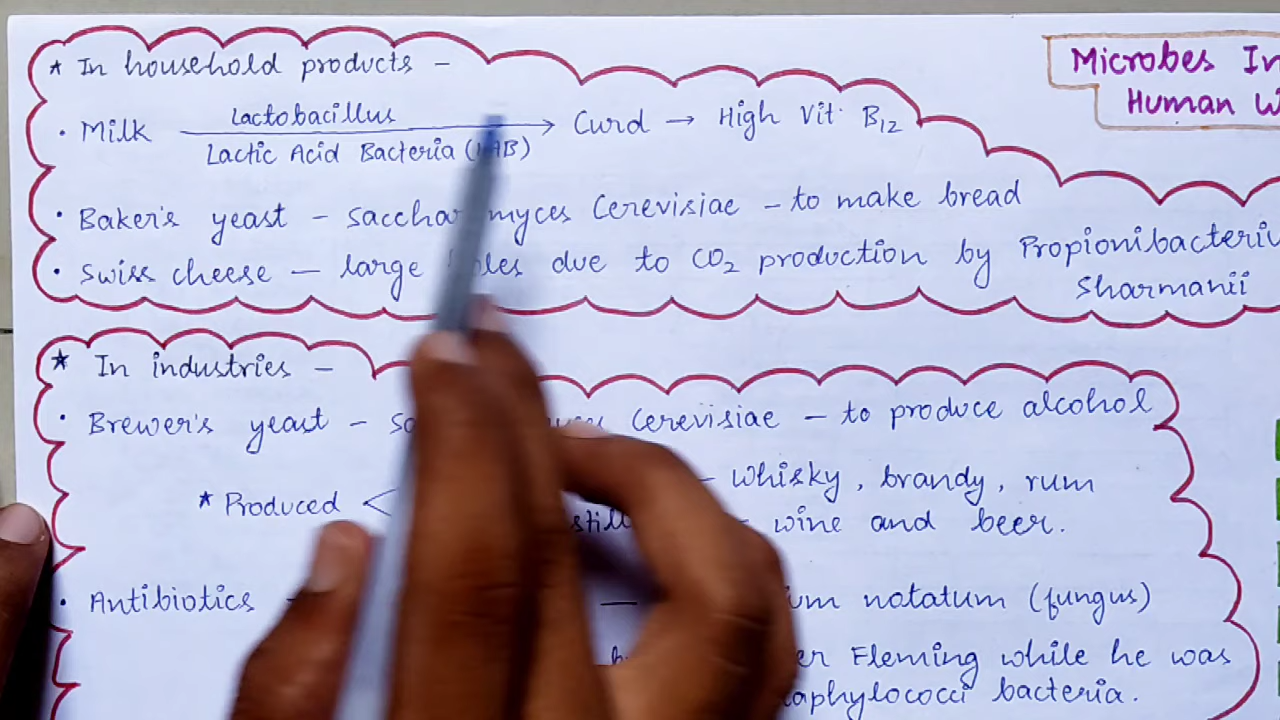 * In household products -
Microbes In
Human W
• Milk Lactobacillus → Curd → High Vit. B12
Lactic Acid Bacteria (LAB)
• Baker's yeast - saccha myces Cerevisiae - to make bread
• Swiss cheese - large due to CO2 production by Propionibacteriu
Sharmanii
* In industries -
• Brewer's yeast - Cerevisiae - to produce alcohol
- Whisky, brandy, rum
* Produced < - wine and beer.
• Antibiotics - - notatum (fungus)
Fleming while he was
bacteria.